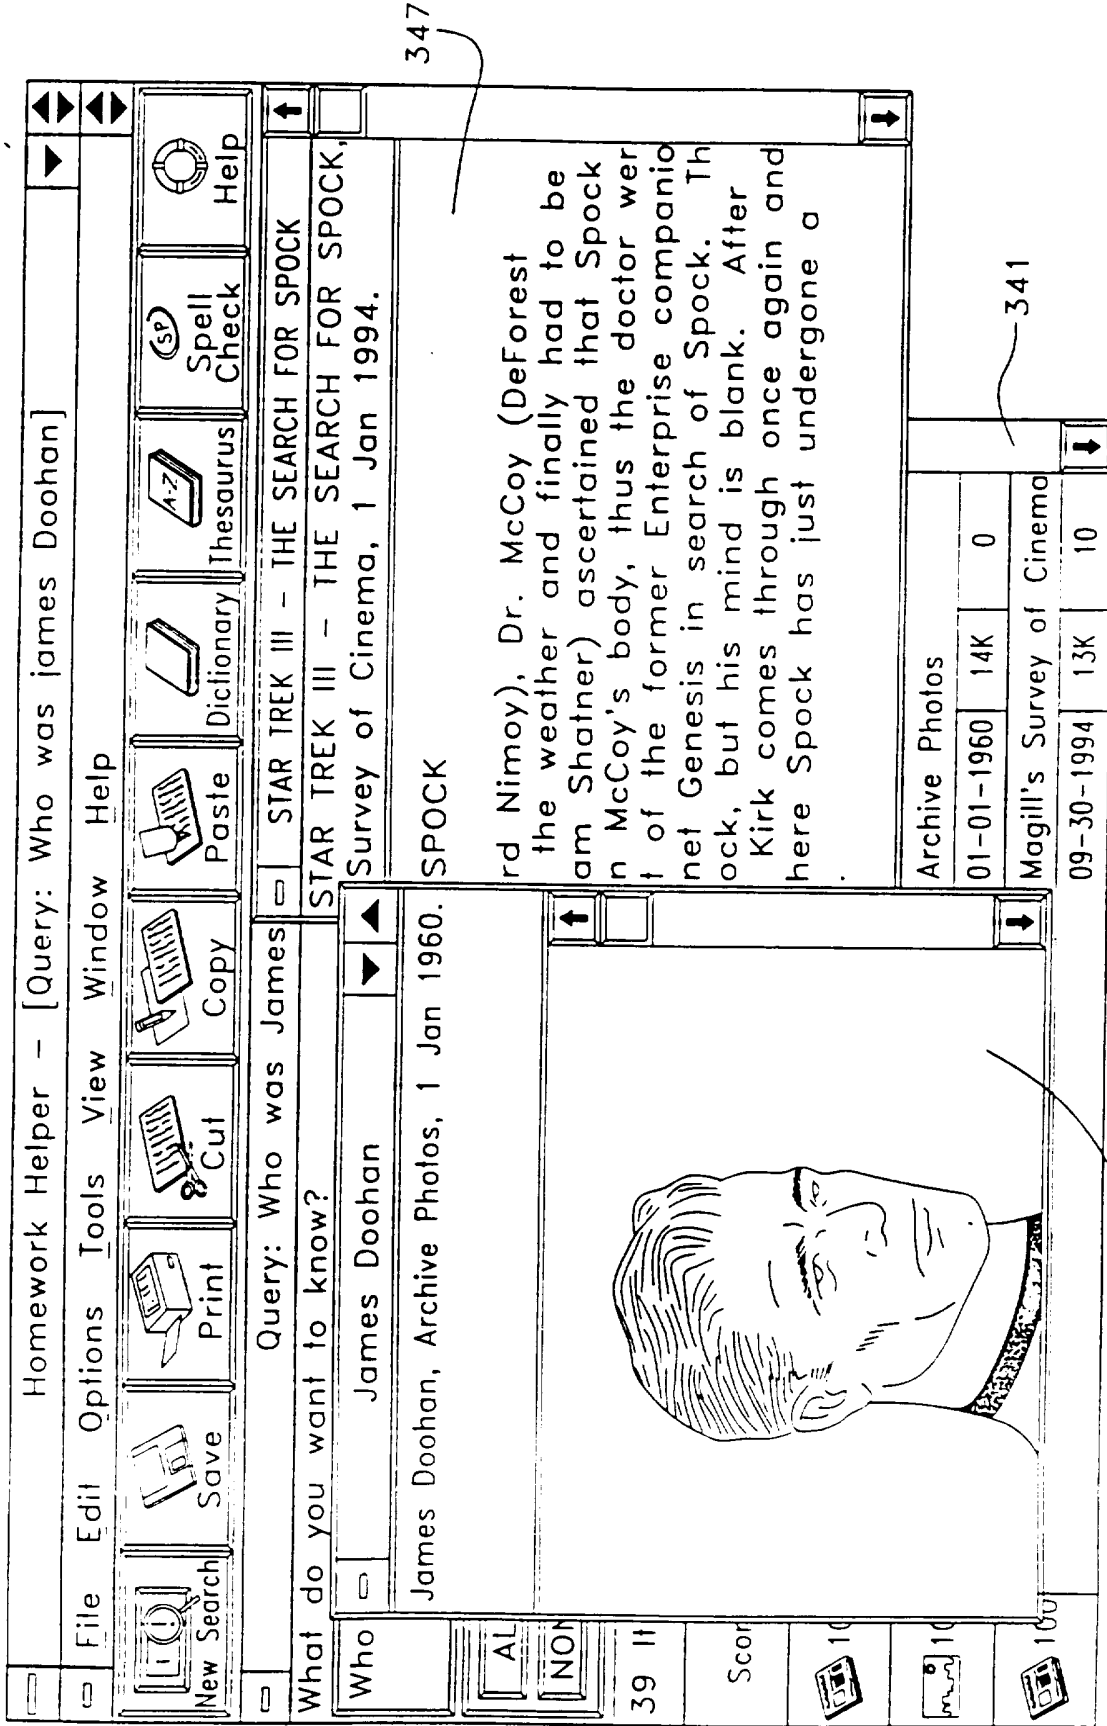 Homework Helper - [Query: Who was james Doohan]
File Edit Options Tools View Window Help
New Search Save Print Cut Copy Paste Dictionary Thesaurus Spell Check Help
A-Z
SP
Query: Who was James
What do you want to know?
Who
AL
NON
39 It
Scor
10
10
100
STAR TREK III - THE SEARCH FOR SPOCK
STAR TREK III - THE SEARCH FOR SPOCK,
Survey of Cinema, 1 Jan 1994.
SPOCK
rd Nimoy), Dr. McCoy (DeForest
the weather and finally had to be
am Shatner) ascertained that Spock
n McCoy's body, thus the doctor wer
t of the former Enterprise companio
net Genesis in search of Spock. Th
ock, but his mind is blank. After
Kirk comes through once again and
here Spock has just undergone a
.
347
James Doohan
James Doohan, Archive Photos, 1 Jan 1960.
Archive Photos
01-01-1960 14K 0
Magill's Survey of Cinema
09-30-1994 13K 10
341